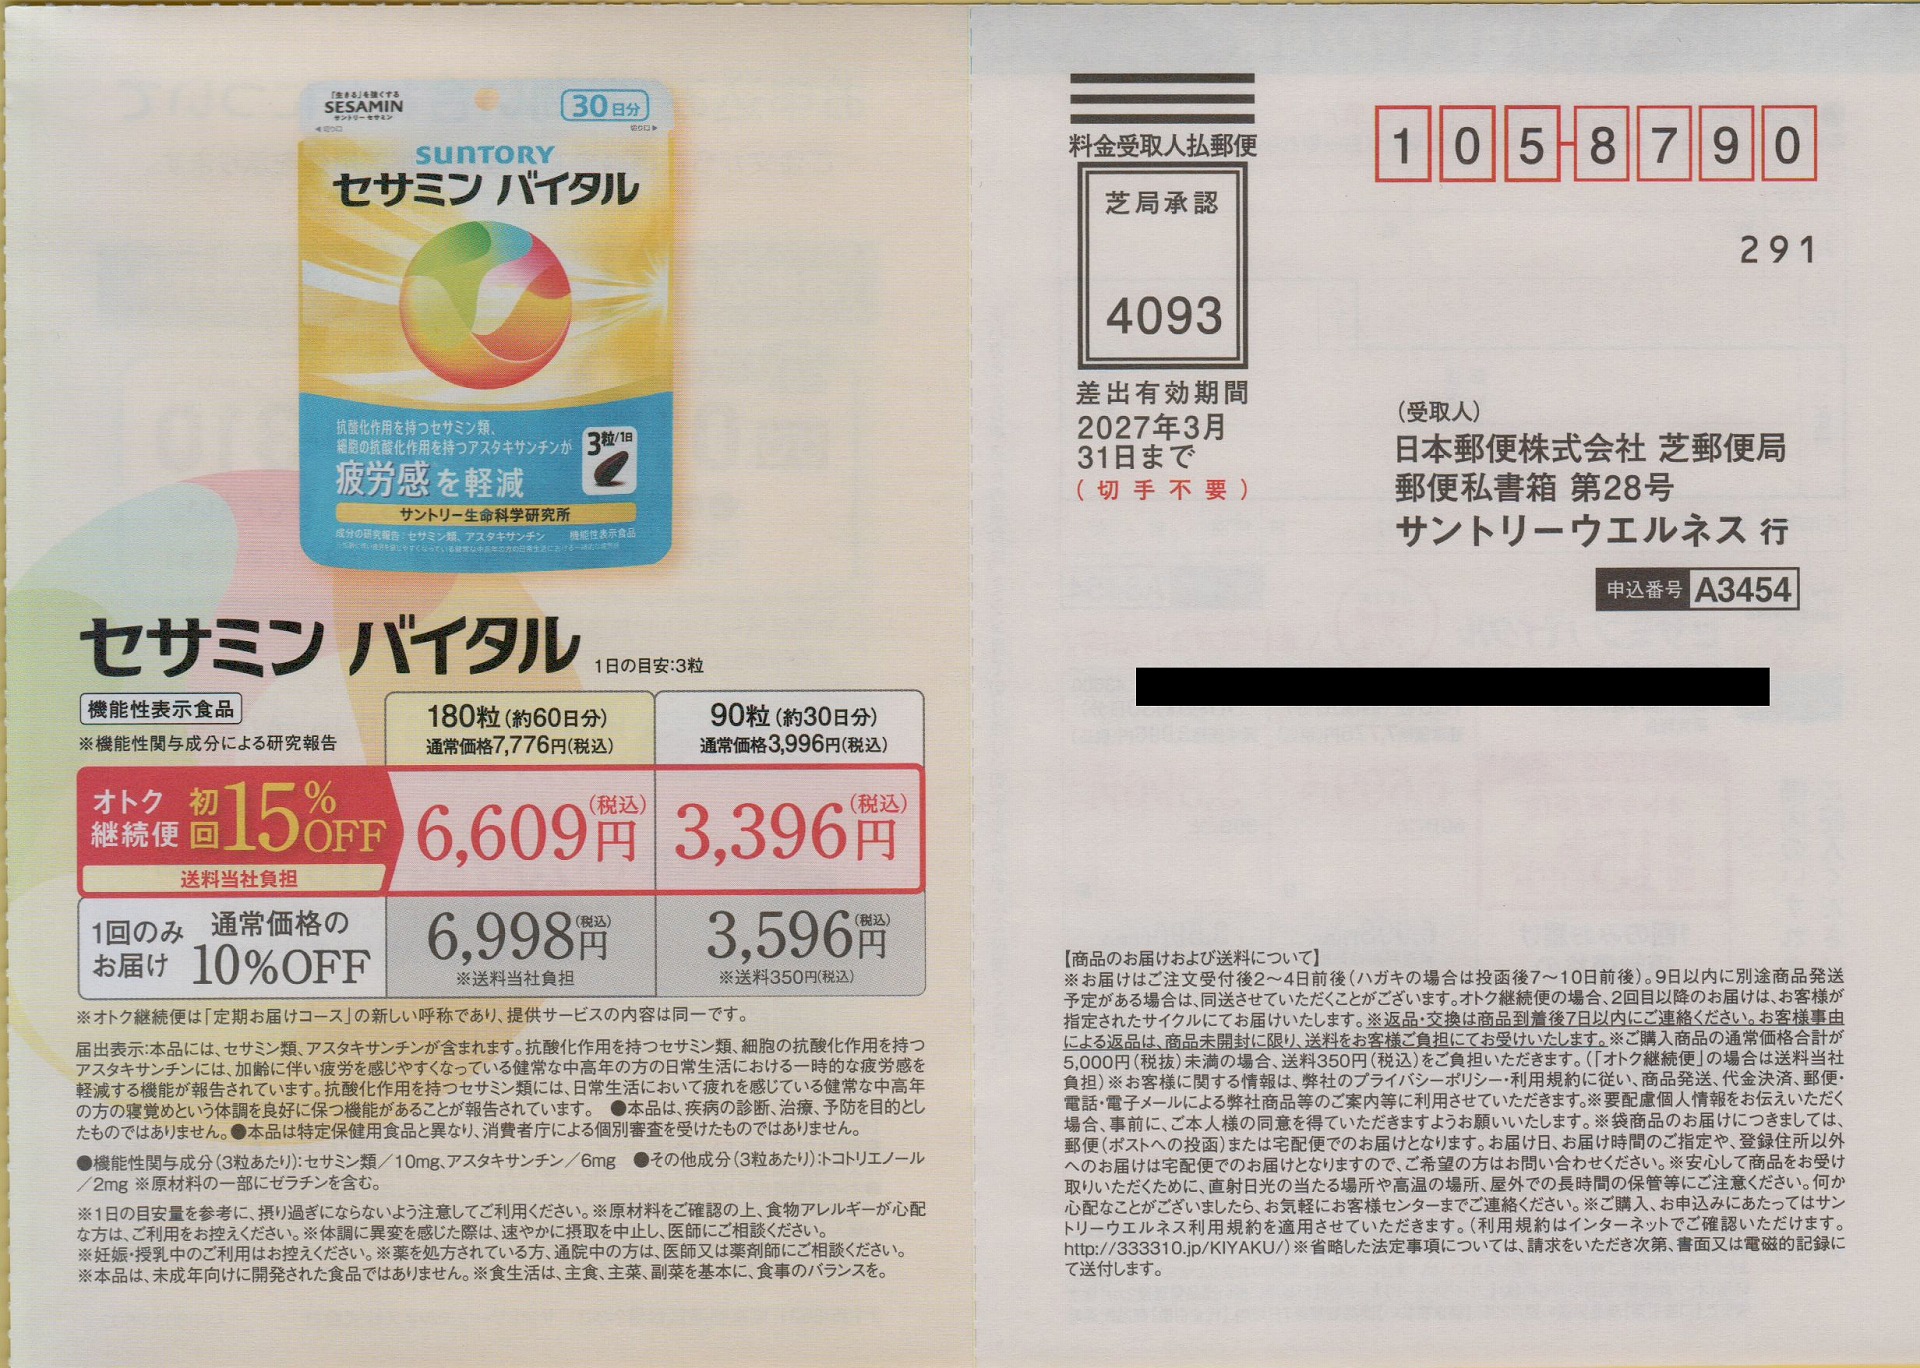 「生きる」を強くする
SESAMIN
サントリー セサミン
◀切り口
30日分
切り口▶
SUNTORY
セサミン バイタル
抗酸化作用を持つセサミン類、
細胞の抗酸化作用を持つアスタキサンチンが
疲労感を軽減
3粒/1日
サントリー生命科学研究所
成分の研究報告:セサミン類、アスタキサンチン 機能性表示食品
セサミン バイタル 1日の目安:3粒
機能性表示食品
※機能性関与成分による研究報告
180粒(約60日分)
通常価格7,776円(税込)
90粒(約30日分)
通常価格3,996円(税込)
オトク継続便 初回15%OFF
送料当社負担
6,609円(税込)
3,396円(税込)
1回のみお届け 通常価格の10%OFF
6,998円(税込)
※送料当社負担
3,596円(税込)
※送料350円(税込)
※オトク継続便は「定期お届けコース」の新しい呼称であり、提供サービスの内容は同一です。
届出表示:本品には、セサミン類、アスタキサンチンが含まれます。抗酸化作用を持つセサミン類、細胞の抗酸化作用を持つ
アスタキサンチンには、加齢に伴い疲労を感じやすくなっている健常な中高年の方の日常生活における一時的な疲労感を
軽減する機能が報告されています。抗酸化作用を持つセサミン類には、日常生活において疲れを感じている健常な中高年
の方の寝覚めという体調を良好に保つ機能があることが報告されています。 ●本品は、疾病の診断、治療、予防を目的とし
たものではありません。●本品は特定保健用食品と異なり、消費者庁による個別審査を受けたものではありません。
●機能性関与成分(3粒あたり):セサミン類/10mg、アスタキサンチン/6mg ●その他成分(3粒あたり):トコトリエノール
/2mg ※原材料の一部にゼラチンを含む。
※1日の目安量を参考に、摂り過ぎにならないよう注意してご利用ください。※原材料をご確認の上、食物アレルギーが心配
な方は、ご利用をお控えください。※体調に異変を感じた際は、速やかに摂取を中止し、医師にご相談ください。
※妊娠・授乳中のご利用はお控えください。※薬を処方されている方、通院中の方は、医師又は薬剤師にご相談ください。
※本品は、未成年向けに開発された食品ではありません。※食生活は、主食、主菜、副菜を基本に、食事のバランスを。
料金受取人払郵便
芝局承認
4093
差出有効期間
2027年3月
31日まで
(切手不要)
105-8790
291
(受取人)
日本郵便株式会社 芝郵便局
郵便私書箱 第28号
サントリーウエルネス 行
申込番号 A3454
【商品のお届けおよび送料について】
※お届けはご注文受付後2〜4日前後(ハガキの場合は投函後7〜10日前後)。9日以内に別途商品発送
予定がある場合は、同送させていただくことがございます。オトク継続便の場合、2回目以降のお届けは、お客様が
指定されたサイクルにてお届けいたします。※返品・交換は商品到着後7日以内にご連絡ください。お客様事由
による返品は、商品未開封に限り、送料をお客様ご負担にてお受けいたします。※ご購入商品の通常価格合計が
5,000円(税抜)未満の場合、送料350円(税込)をご負担いただきます。(「オトク継続便」の場合は送料当社
負担)※お客様に関する情報は、弊社のプライバシーポリシー・利用規約に従い、商品発送、代金決済、郵便・
電話・電子メールによる弊社商品等のご案内等に利用させていただきます。※要配慮個人情報をお伝えいただく
場合、事前に、ご本人様の同意を得ていただきますようお願いいたします。※袋商品のお届けにつきましては、
郵便(ポストへの投函)または宅配便でのお届けとなります。お届け日、お届け時間のご指定や、登録住所以外
へのお届けは宅配便でのお届けとなりますので、ご希望の方はお問い合わせください。※安心して商品をお受け
取りいただくために、直射日光の当たる場所や高温の場所、屋外での長時間の保管等にご注意ください。何か
心配なことがございましたら、お気軽にお客様センターまでご連絡ください。※ご購入、お申込みにあたってはサン
トリーウエルネス利用規約を適用させていただきます。(利用規約はインターネットでご確認いただけます。
http://333310.jp/KIYAKU/)※省略した法定事項については、請求をいただき次第、書面又は電磁的記録に
て送付します。